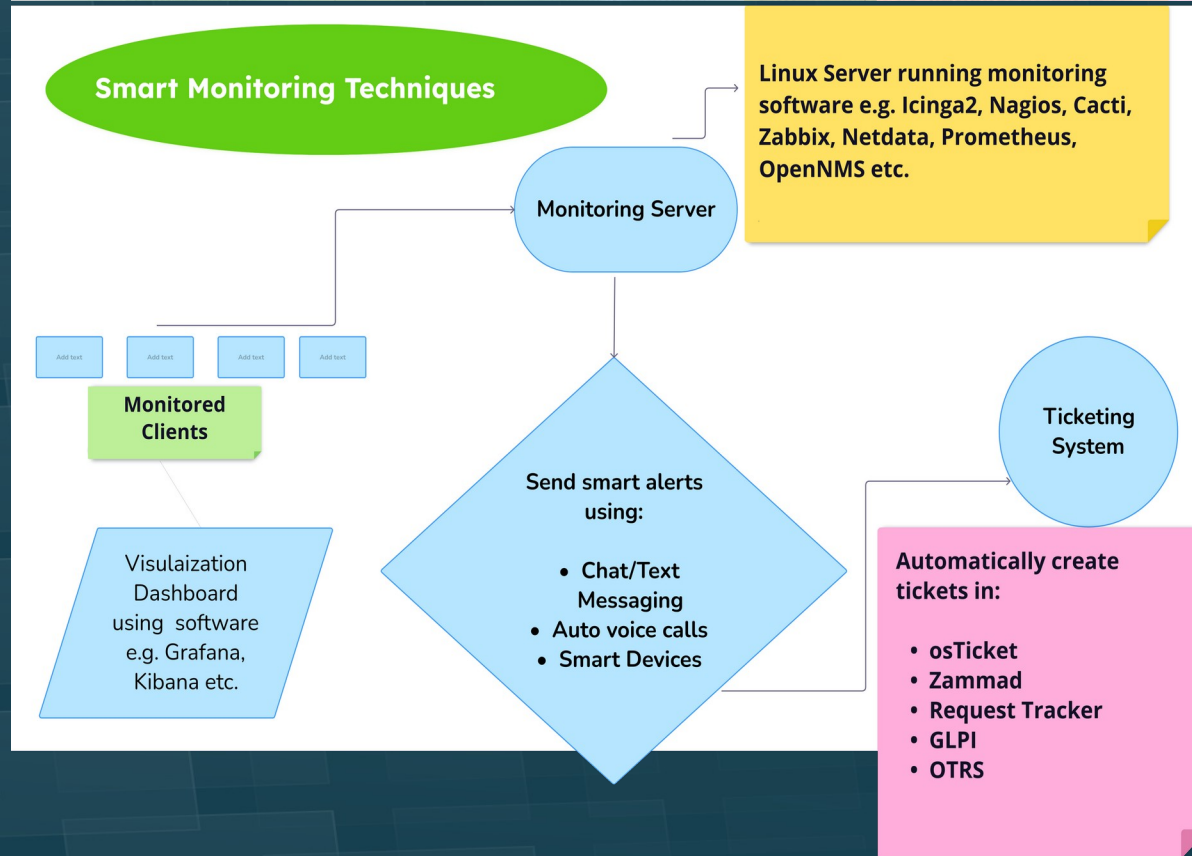 Smart Monitoring Techniques
Linux Server running monitoring
software e.g. Icinga2, Nagios, Cacti,
Zabbix, Netdata, Prometheus,
OpenNMS etc.
Monitoring Server
Add text
Add text
Add text
Add text
Monitored
Clients
Visulaization
Dashboard
using software
e.g. Grafana,
Kibana etc.
Send smart alerts
using:
• Chat/Text
Messaging
• Auto voice calls
• Smart Devices
Ticketing
System
Automatically create
tickets in:
• osTicket
• Zammad
• Request Tracker
• GLPI
• OTRS